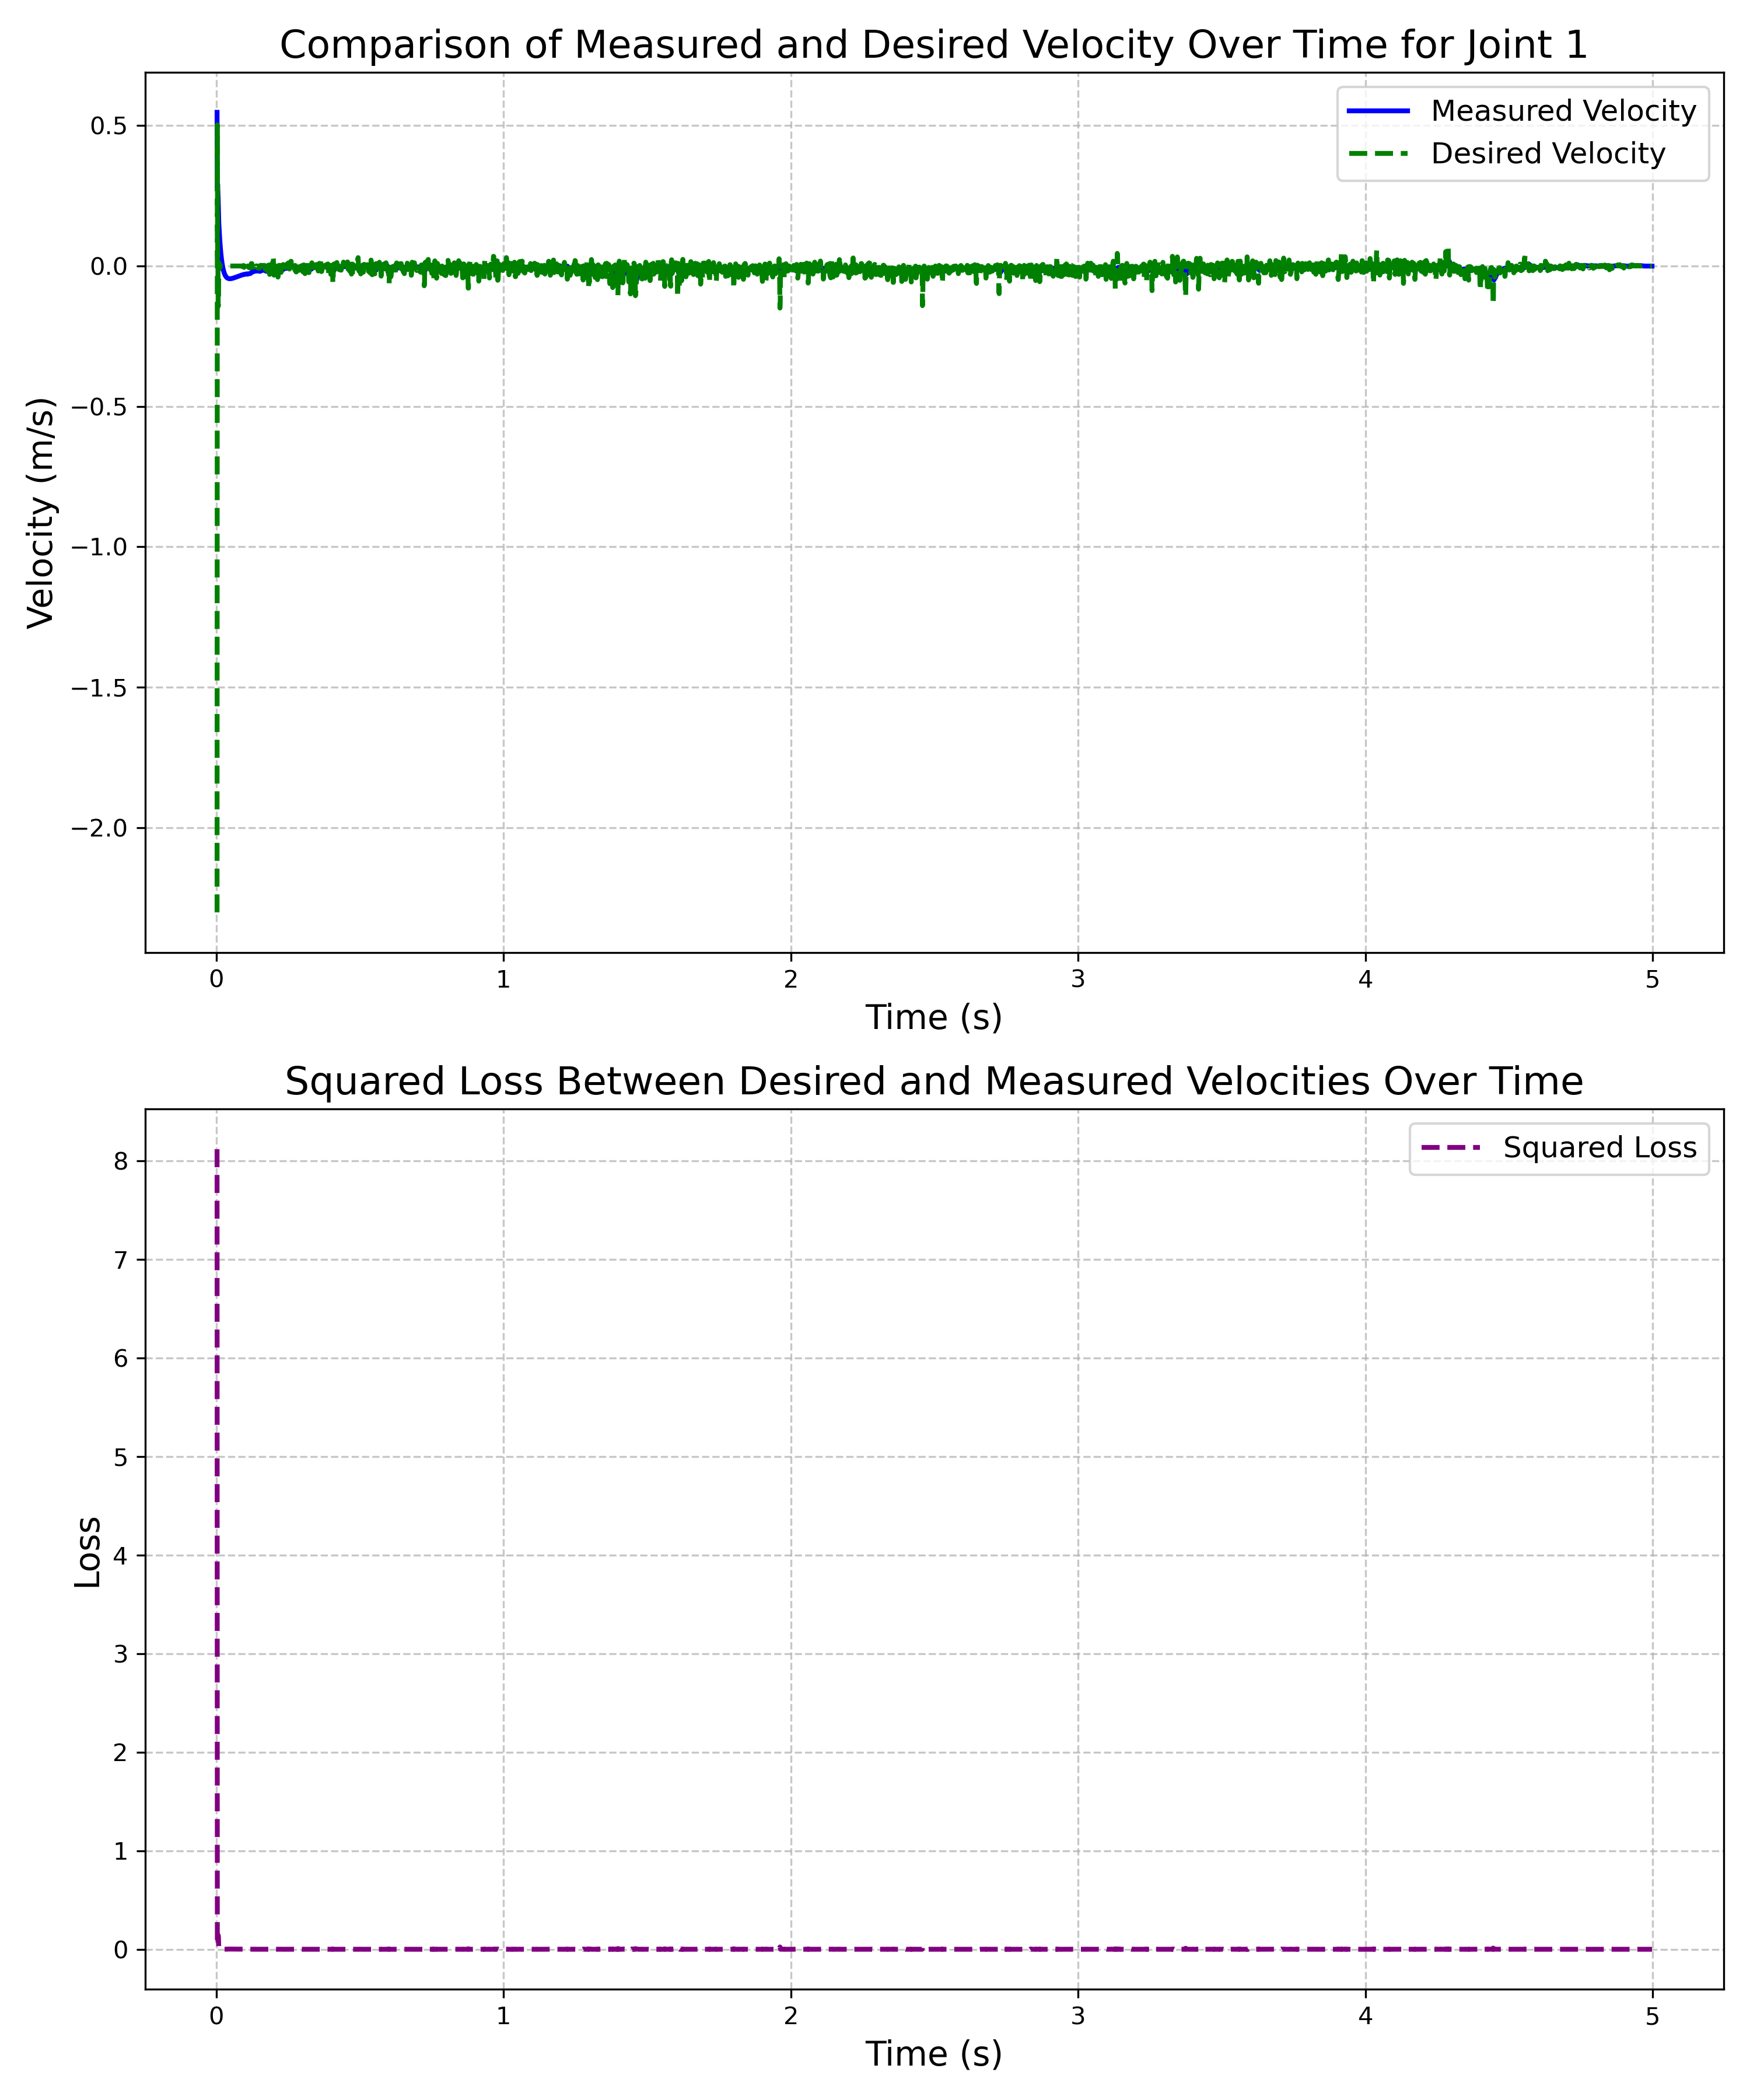 Comparison of Measured and Desired Velocity Over Time for Joint 1
Measured Velocity
Desired Velocity
Velocity (m/s)
0.5
0.0
−0.5
−1.0
−1.5
−2.0
0 1 2 3 4 5
Time (s)
Squared Loss Between Desired and Measured Velocities Over Time
Squared Loss
Loss
8
7
6
5
4
3
2
1
0
0 1 2 3 4 5
Time (s)